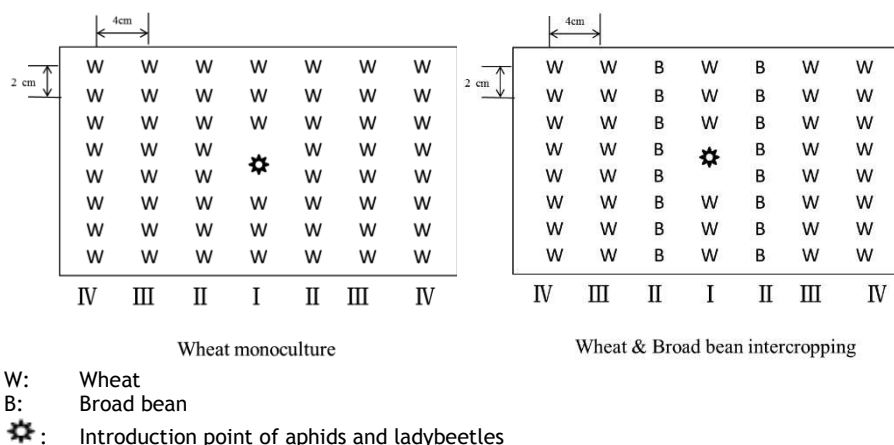 4cm 4cm
2 cm W W W W W W W 2 cm W W B W B W W
W W W W W W W W W B W B W W
W W W W W W W W W B W B W W
W W W W W W W W B B W W
W W W W W W W W B B W W
W W W W W W W W W B W B W W
W W W W W W W W W B W B W W
W W W W W W W W W B W B W W
IV III II I II III IV IV III II I II III IV
Wheat monoculture Wheat & Broad bean intercropping
W: Wheat
B: Broad bean
: Introduction point of aphids and ladybeetles